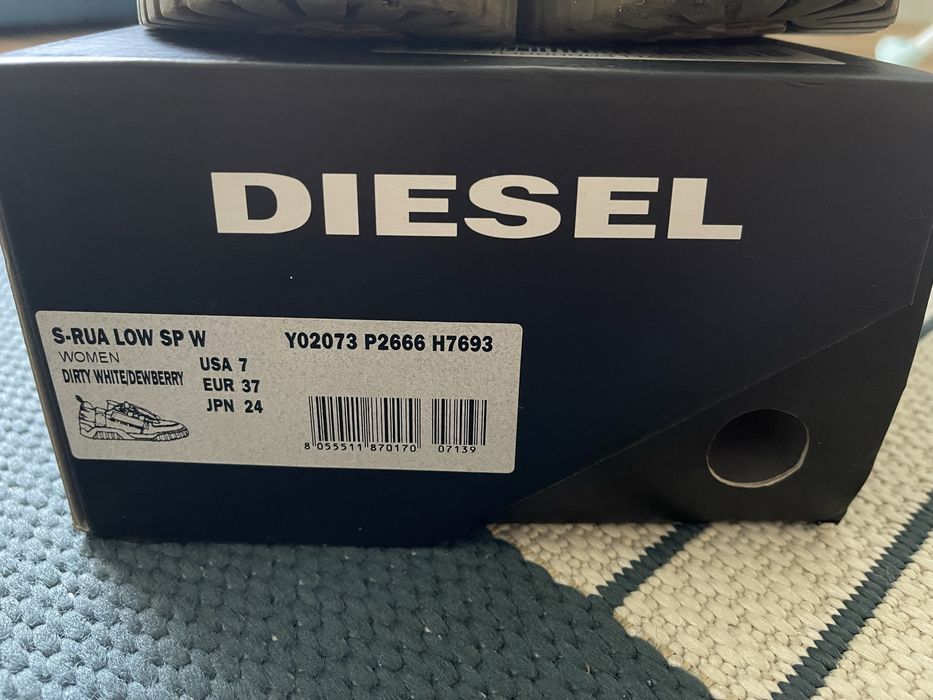 DIESEL
S-RUA LOW SP W
Y02073 P2666 H7693
WOMEN
USA 7
DIRTY WHITE/DEWBERRY
EUR 37
JPN 24
8 055511 870170
07139